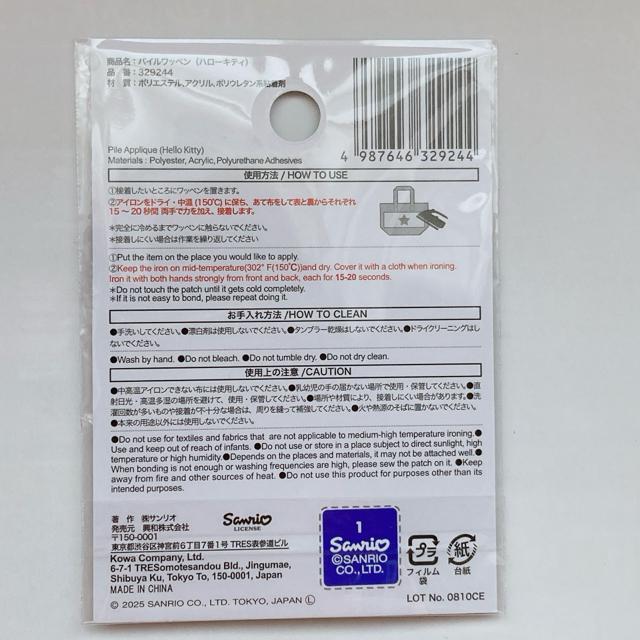 商品名：パイルワッペン（ハローキティ）
品 番：329244
材 質：ポリエステル、アクリル、ポリウレタン系粘着剤
Pile Applique (Hello Kitty)
Materials : Polyester, Acrylic, Polyurethane Adhesives
4 987646 329244
使用方法 / HOW TO USE
①接着したいところにワッペンを置きます。
②アイロンをドライ・中温 (150℃) に保ち、あて布をして表と裏からそれぞれ
15～20秒間 両手で力を加え、接着します。
＊完全に冷めるまでワッペンに触らないでください。
＊接着しにくい場合は作業を繰り返してください
①Put the item on the place you would like to apply.
②Keep the iron on mid-temperature(302° F(150℃))and dry. Cover it with a cloth when ironing.
Iron it with both hands strongly from front and back, each for 15-20 seconds.
＊Do not touch the patch until it gets cold completely.
＊If it is not easy to bond, please repeat doing it.
お手入れ方法 /HOW TO CLEAN
●手洗いしてください。●漂白剤は使用しないでください。●タンブラー乾燥はしないでください。●ドライクリーニングはし
ないでください。
●Wash by hand. ●Do not bleach. ●Do not tumble dry. ●Do not dry clean.
使用上の注意 /CAUTION
●中高温アイロンできない布には使用しないでください。●乳幼児の手の届かない場所で使用・保管してください。●直
射日光・高温多湿の場所を避けて、使用・保管してください。●場所や材質により、接着しにくい場合があります。●洗
濯回数が多いものや接着が不十分な場合は、周りを縫って補強してください。●火や熱源のそばに置かないでください。
●本来の用途以外には使用しないでください。
●Do not use for textiles and fabrics that are not applicable to medium-high temperature ironing.●
Use and keep out of reach of infants. ●Do not use or store in a place subject to direct sunlight, high
temperature or high humidity.●Depends on the places and materials, it may not be attached well.●
When bonding is not enough or washing frequencies are high, please sew the patch on it. ●Keep
away from fire and other sources of heat. ●Do not use this product for purposes other than its
intended purposes.
著 作 ㈱サンリオ
発売元 興和株式会社
〒150-0001
東京都渋谷区神宮前６丁目７番１号 TRES表参道ビル
Kowa Company, Ltd.
6-7-1 TRESomotesandou Bldg., Jingumae,
Shibuya Ku, Tokyo To, 150-0001, Japan
MADE IN CHINA
© 2025 SANRIO CO., LTD. TOKYO, JAPAN Ⓛ
Sanrio
LICENSE
1
Sanrio
©SANRIO
CO., LTD.
プラ
フィルム
袋
紙
台紙
LOT No. 0810CE